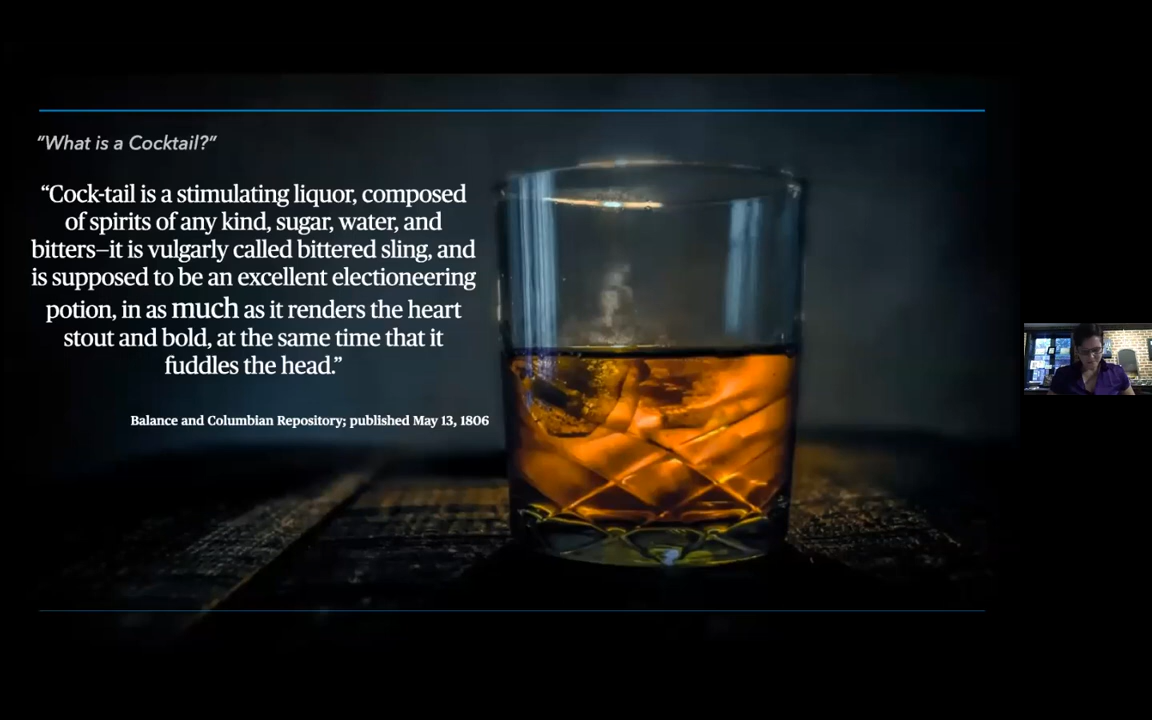 “What is a Cocktail?”
“Cock-tail is a stimulating liquor, composed
of spirits of any kind, sugar, water, and
bitters—it is vulgarly called bittered sling, and
is supposed to be an excellent electioneering
potion, in as much as it renders the heart
stout and bold, at the same time that it
fuddles the head.”
Balance and Columbian Repository; published May 13, 1806